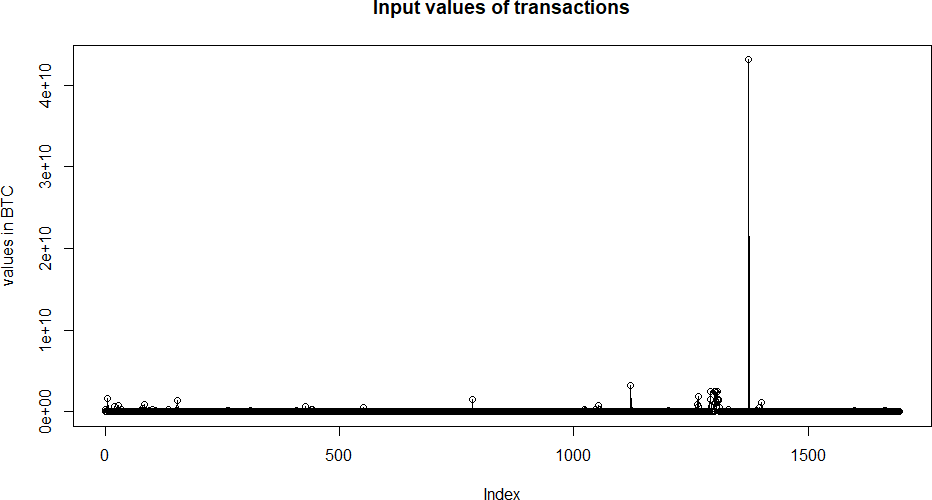 Input values of transactions
values in BTC
4e+10
3e+10
2e+10
1e+10
0e+00
0
500
1000
1500
Index